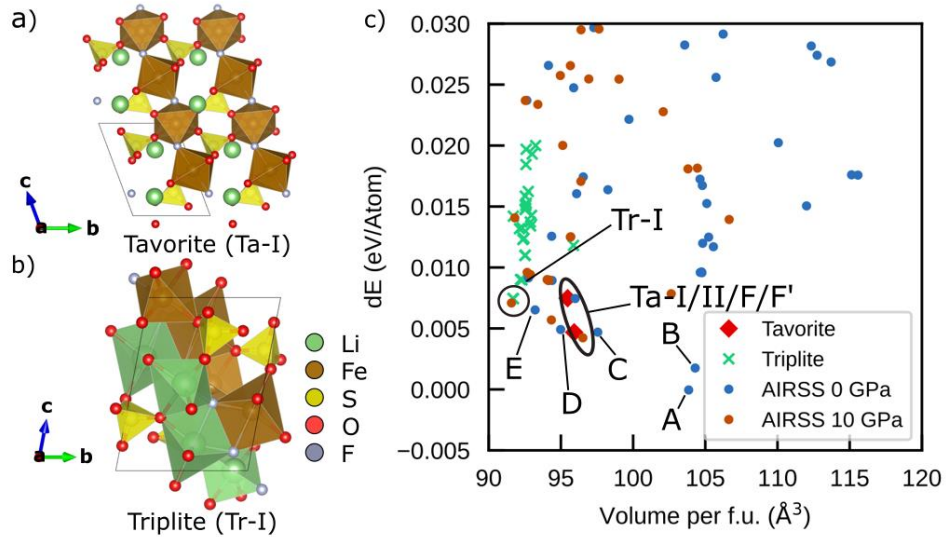 a)
c
a
b
Tavorite (Ta-I)
b)
Li
Fe
S
O
F
c
a
b
Triplite (Tr-I)
c)
0.030
0.025
0.020
0.015
0.010
0.005
0.000
−0.005
dE (eV/Atom)
Tr-I
Ta-I/II/F/F'
E
D
C
B
A
Tavorite
Triplite
AIRSS 0 GPa
AIRSS 10 GPa
90 95 100 105 110 115 120
Volume per f.u. (Å³)